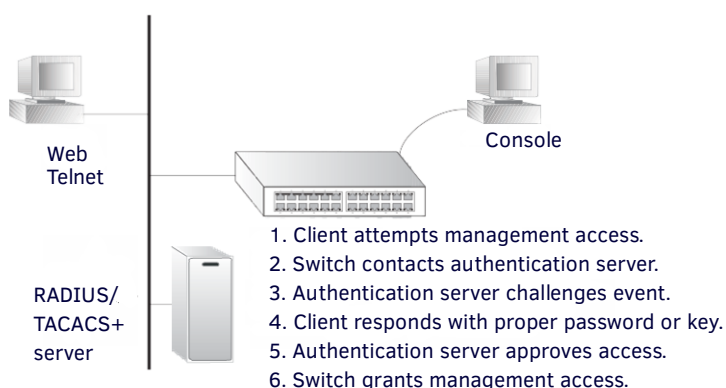 Web
Telnet
Console
RADIUS/
TACACS+
server
1. Client attempts management access.
2. Switch contacts authentication server.
3. Authentication server challenges event.
4. Client responds with proper password or key.
5. Authentication server approves access.
6. Switch grants management access.